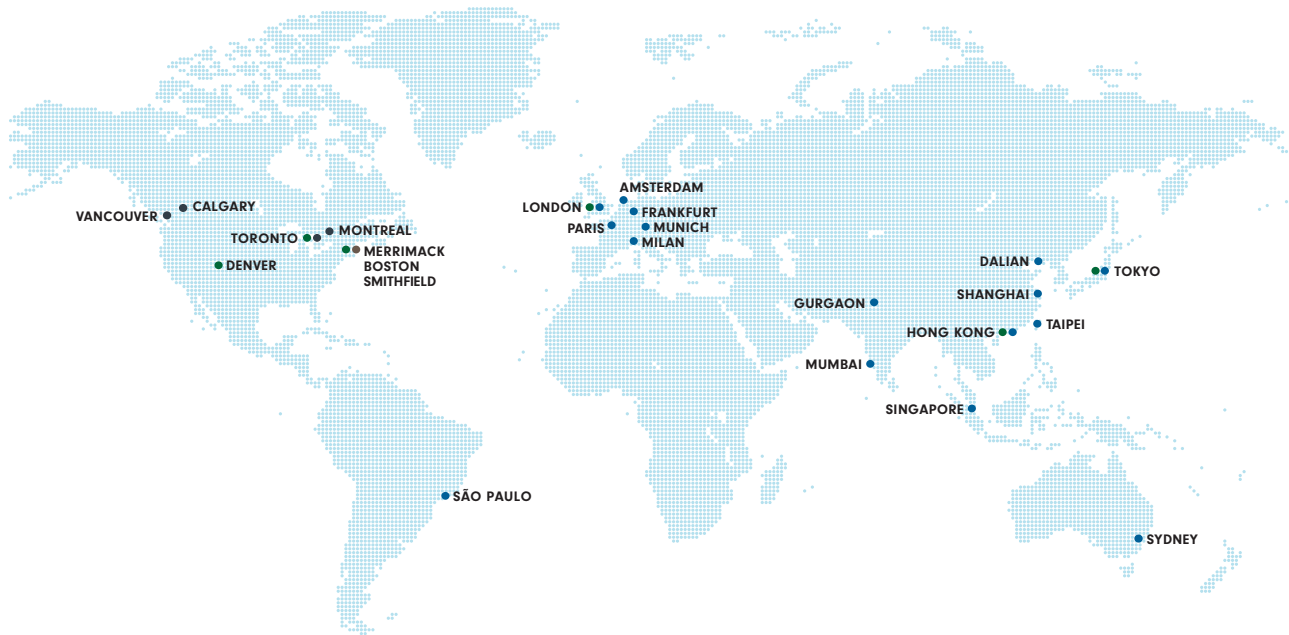 AMSTERDAM
CALGARY
LONDON
FRANKFURT
VANCOUVER
PARIS
MUNICH
MONTREAL
TORONTO
MILAN
MERRIMACK
BOSTON
SMITHFIELD
DENVER
DALIAN
TOKYO
SHANGHAI
GURGAON
TAIPEI
HONG KONG
MUMBAI
SINGAPORE
SÃO PAULO
SYDNEY